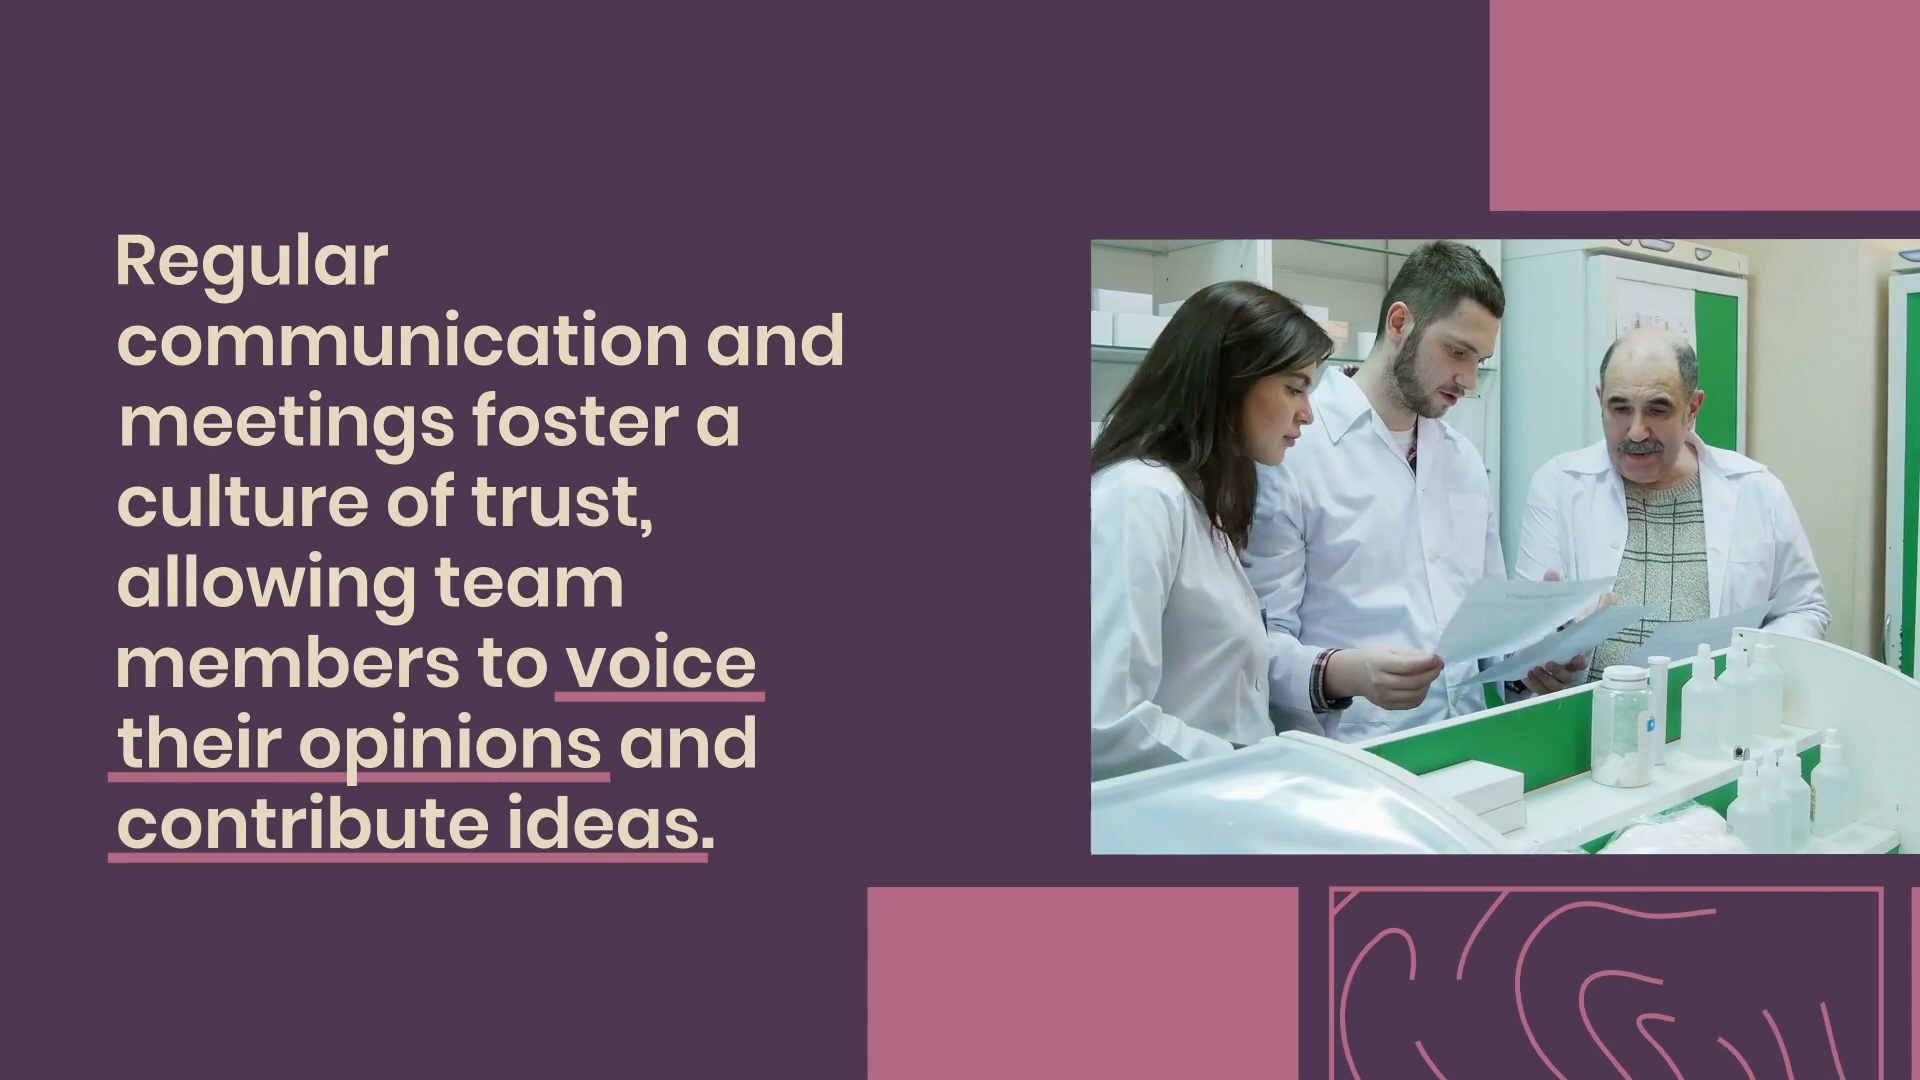 Regular
communication and
meetings foster a
culture of trust,
allowing team
members to voice
their opinions and
contribute ideas.